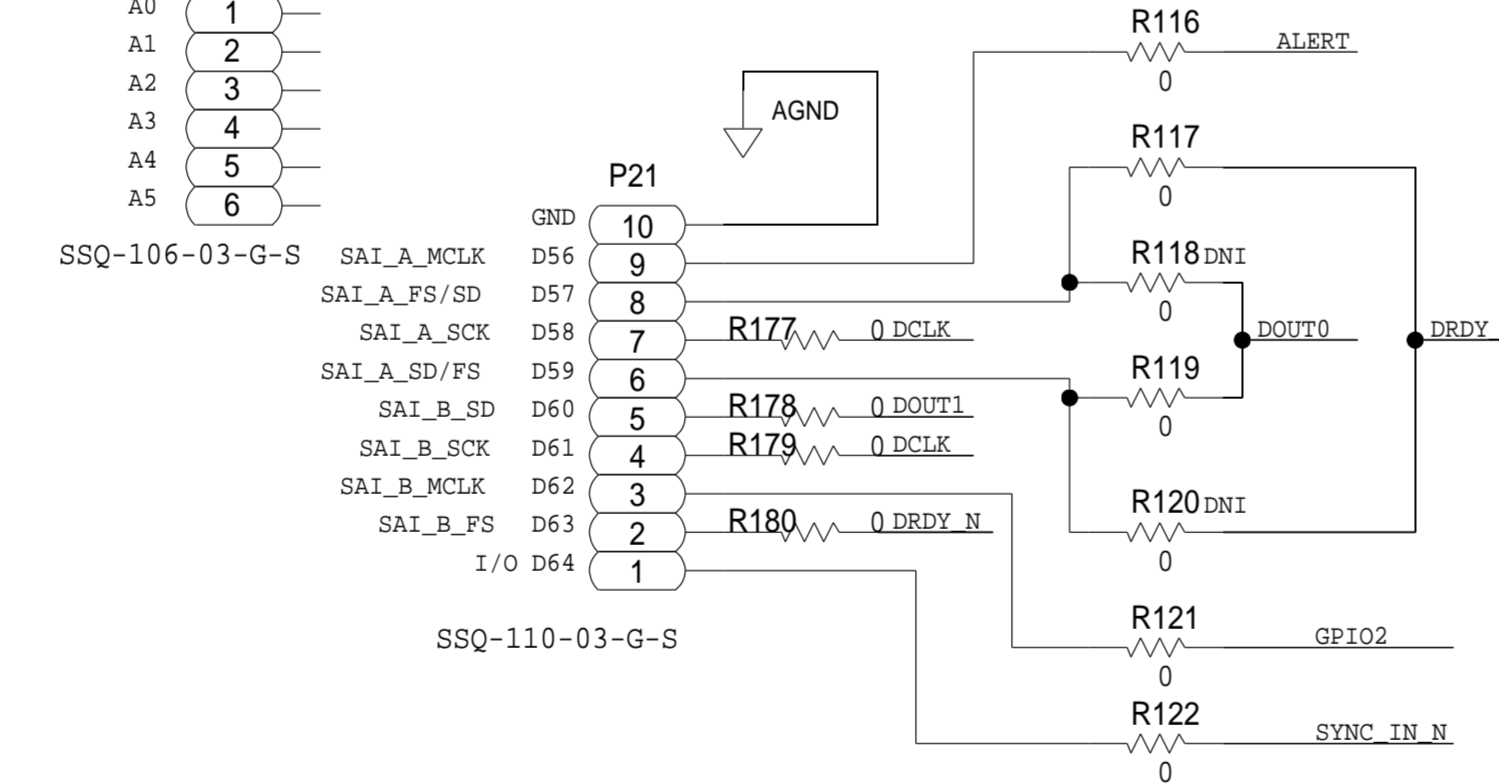 A0 1
A1 2
A2 3
A3 4
A4 5
A5 6
SSQ-106-03-G-S
AGND
P21
GND 10
SAI_A_MCLK D56 9
SAI_A_FS/SD D57 8
SAI_A_SCK D58 7 R177 0 DCLK
SAI_A_SD/FS D59 6
SAI_B_SD D60 5 R178 0 DOUT1
SAI_B_SCK D61 4 R179 0 DCLK
SAI_B_MCLK D62 3
SAI_B_FS D63 2 R180 0 DRDY_N
I/O D64 1
SSQ-110-03-G-S
R116
ALERT
0
R117
0
R118 DNI
0
DOUT0
DRDY_
R119
0
R120 DNI
0
R121
GPIO2
0
R122
SYNC_IN_N
0